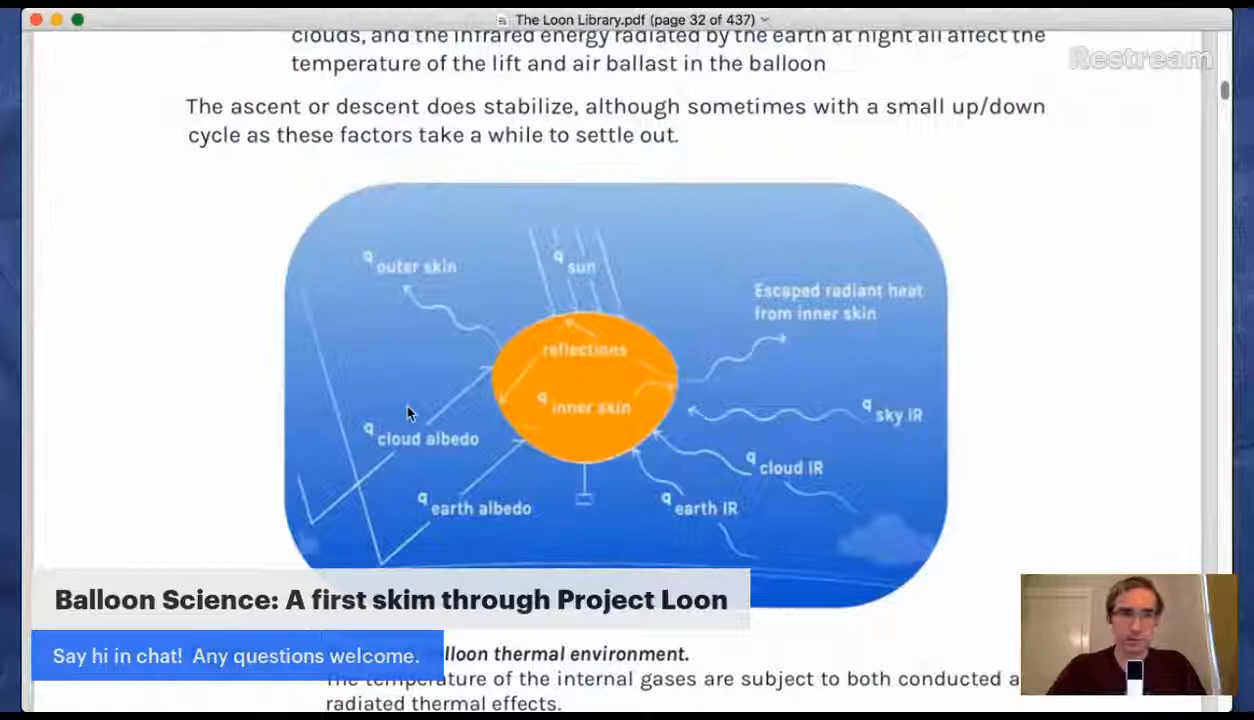 The Loon Library.pdf (page 32 of 437)
clouds, and the infrared energy radiated by the earth at night all affect the
Restream
temperature of the lift and air ballast in the balloon
The ascent or descent does stabilize, although sometimes with a small up/down
cycle as these factors take a while to settle out.
q outer skin
q sun
Escaped radiant heat
from inner skin
reflections
q inner skin
q sky IR
q cloud albedo
q cloud IR
q earth albedo
q earth IR
Balloon Science: A first skim through Project Loon
Say hi in chat! Any questions welcome.
lloon thermal environment.
The temperature of the internal gases are subject to both conducted a
radiated thermal effects.